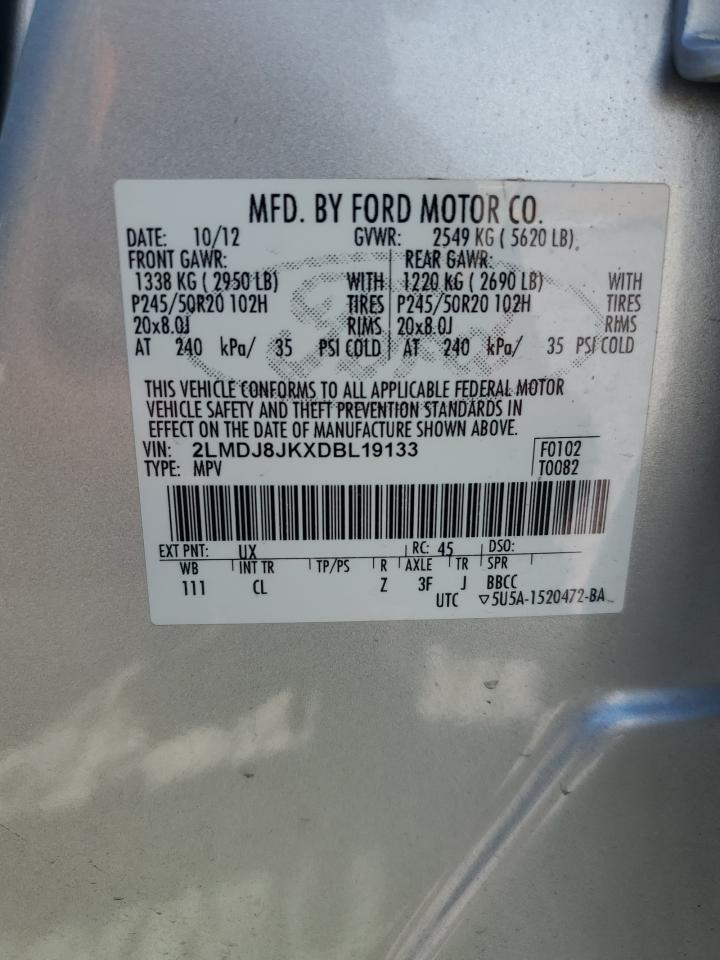 MFD. BY FORD MOTOR CO.
DATE: 10/12 GVWR: 2549 KG ( 5620 LB)
FRONT GAWR: REAR GAWR:
1338 KG ( 2950 LB) WITH 1220 KG ( 2690 LB) WITH
P245/50R20 102H TIRES P245/50R20 102H TIRES
20x8.0J RIMS 20x8.0J RIMS
AT 240 kPa/ 35 PSI COLD AT 240 kPa/ 35 PSI COLD
THIS VEHICLE CONFORMS TO ALL APPLICABLE FEDERAL MOTOR
VEHICLE SAFETY AND THEFT PREVENTION STANDARDS IN
EFFECT ON THE DATE OF MANUFACTURE SHOWN ABOVE.
VIN: 2LMDJ8JKXDBL19133 F0102
TYPE: MPV T0082
EXT PNT: UX RC: 45 DSO:
WB INT TR TP/PS R AXLE TR SPR
111 CL Z 3F J BBCC
UTC ▽5U5A-1520472-BA